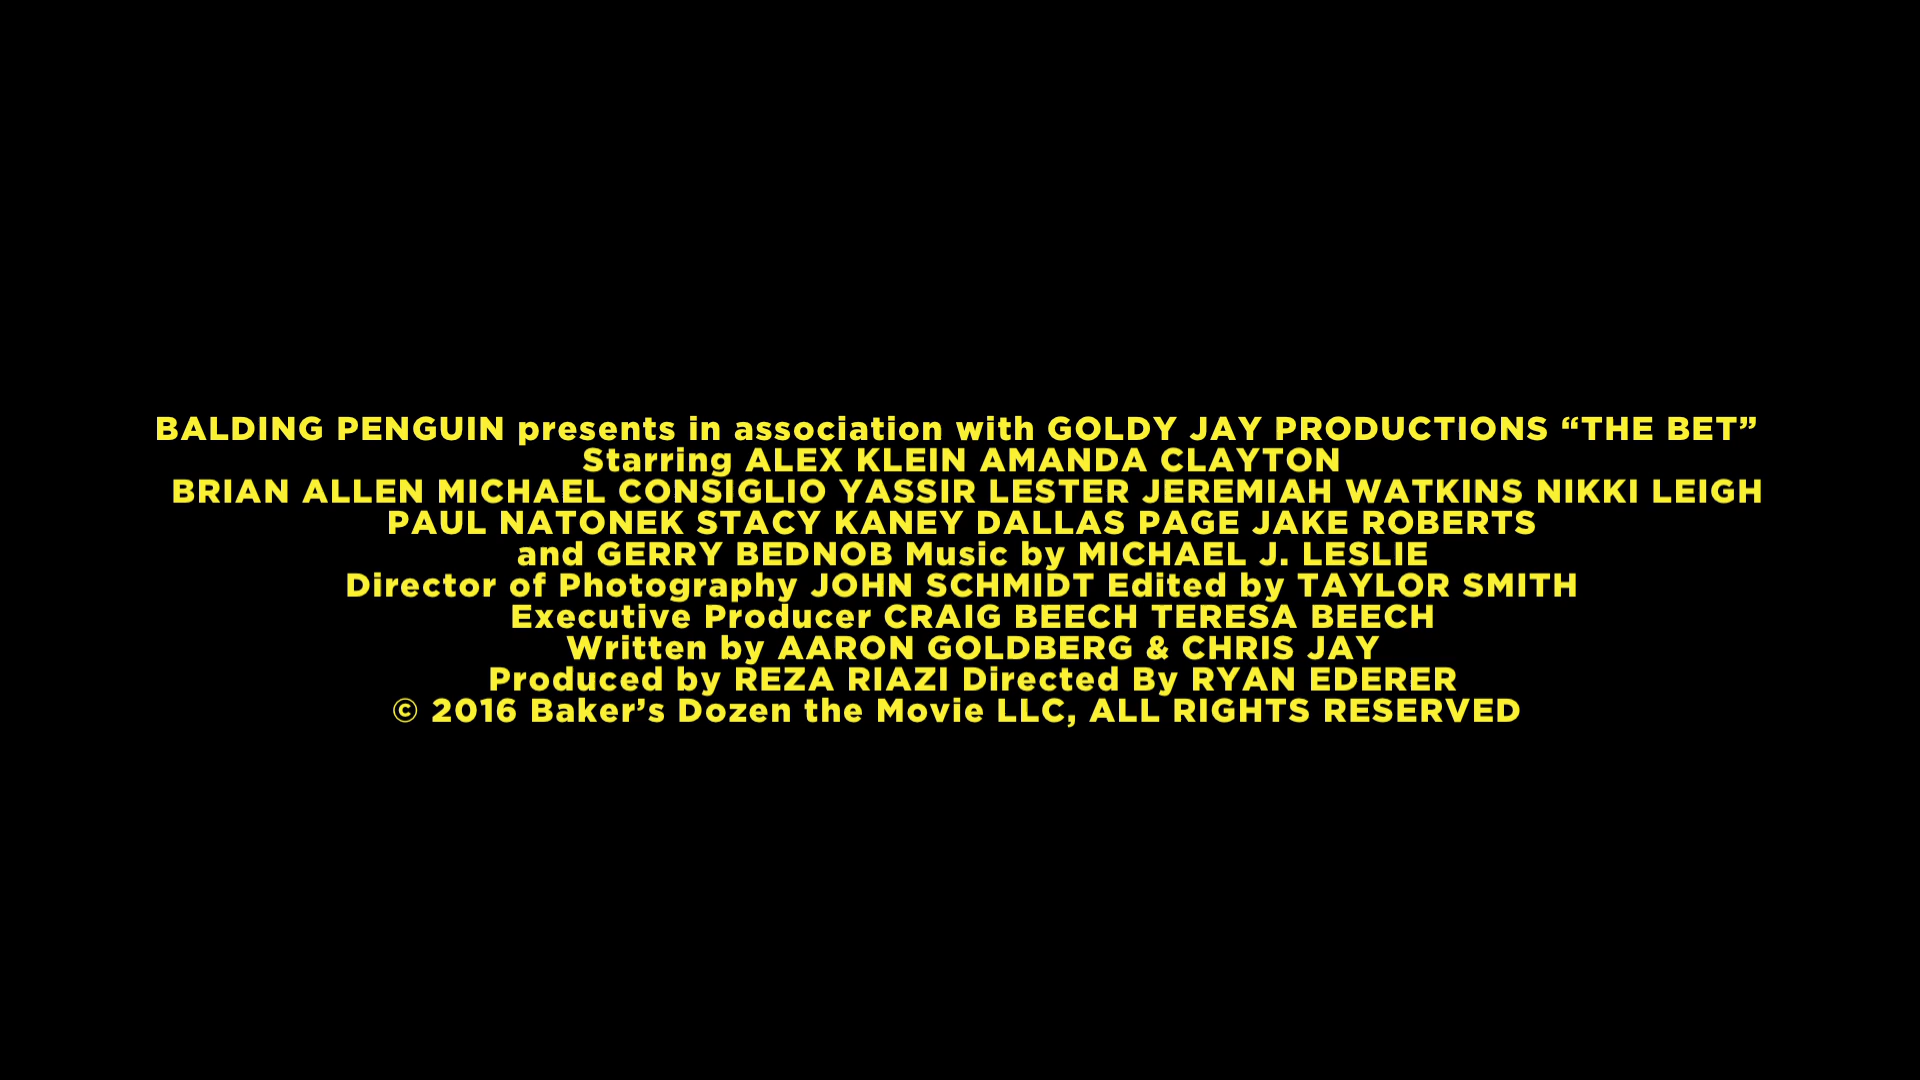 BALDING PENGUIN presents in association with GOLDY JAY PRODUCTIONS “THE BET”
Starring ALEX KLEIN AMANDA CLAYTON
BRIAN ALLEN MICHAEL CONSIGLIO YASSIR LESTER JEREMIAH WATKINS NIKKI LEIGH
PAUL NATONEK STACY KANEY DALLAS PAGE JAKE ROBERTS
and GERRY BEDNOB Music by MICHAEL J. LESLIE
Director of Photography JOHN SCHMIDT Edited by TAYLOR SMITH
Executive Producer CRAIG BEECH TERESA BEECH
Written by AARON GOLDBERG & CHRIS JAY
Produced by REZA RIAZI Directed By RYAN EDERER
© 2016 Baker’s Dozen the Movie LLC, ALL RIGHTS RESERVED